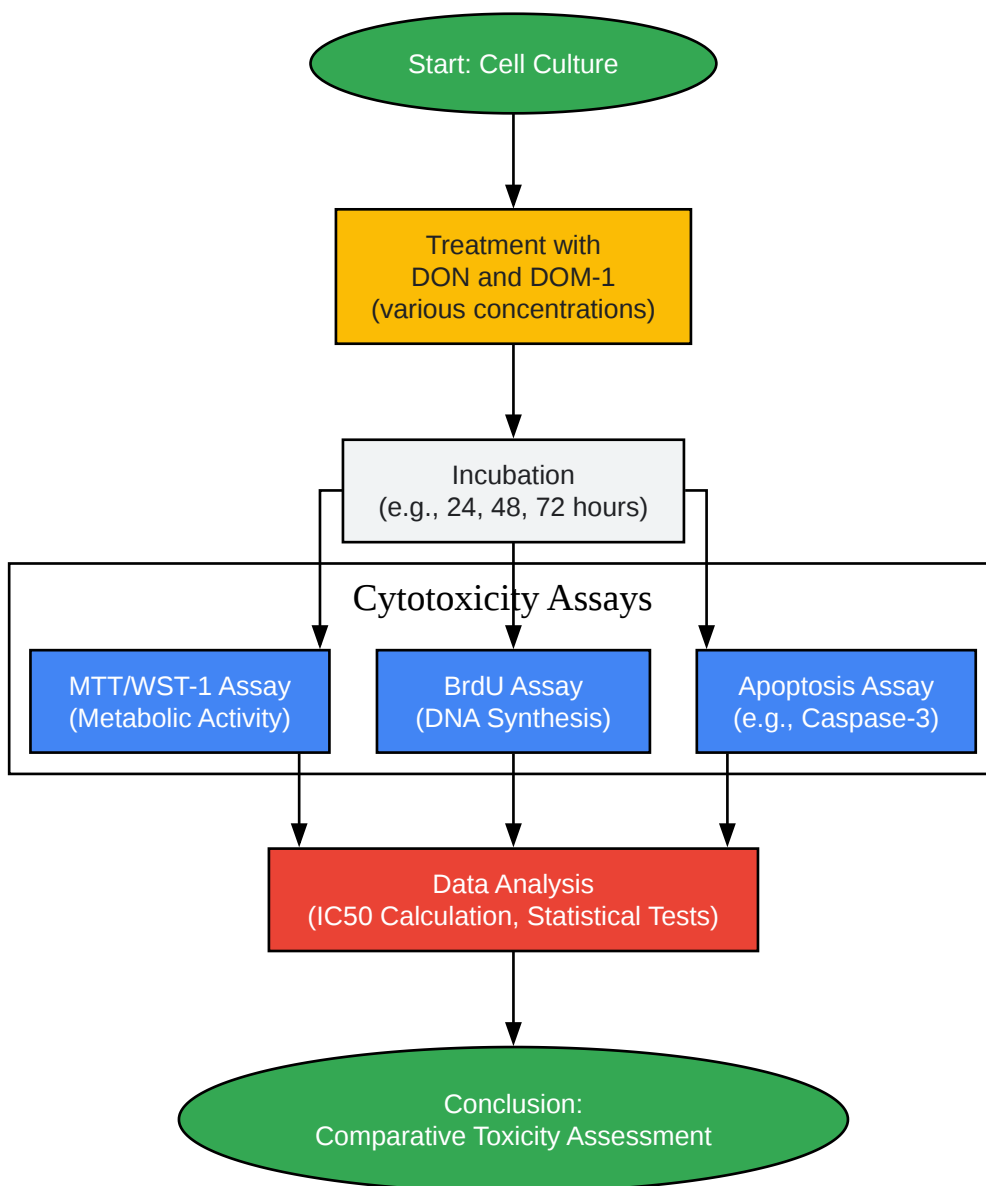 Start: Cell Culture
Treatment with
DON and DOM-1
(various concentrations)
Incubation
(e.g., 24, 48, 72 hours)
Cytotoxicity Assays
MTT/WST-1 Assay
(Metabolic Activity)
BrdU Assay
(DNA Synthesis)
Apoptosis Assay
(e.g., Caspase-3)
Data Analysis
(IC50 Calculation, Statistical Tests)
Conclusion:
Comparative Toxicity Assessment